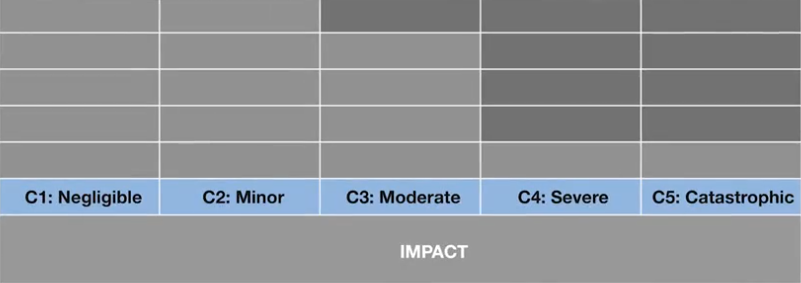 C1: Negligible C2: Minor C3: Moderate C4: Severe C5: Catastrophic
IMPACT